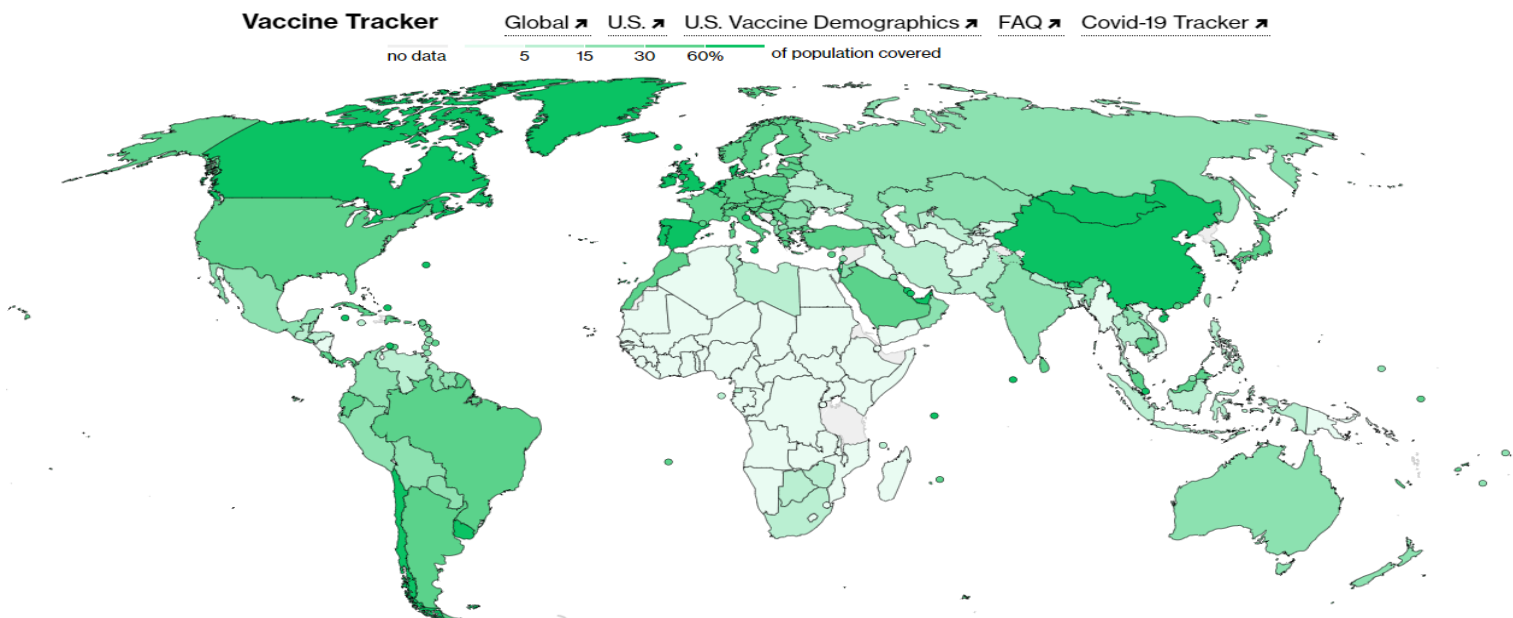 Vaccine Tracker Global ↗ U.S. ↗ U.S. Vaccine Demographics ↗ FAQ ↗ Covid-19 Tracker ↗
no data 5 15 30 60% of population covered